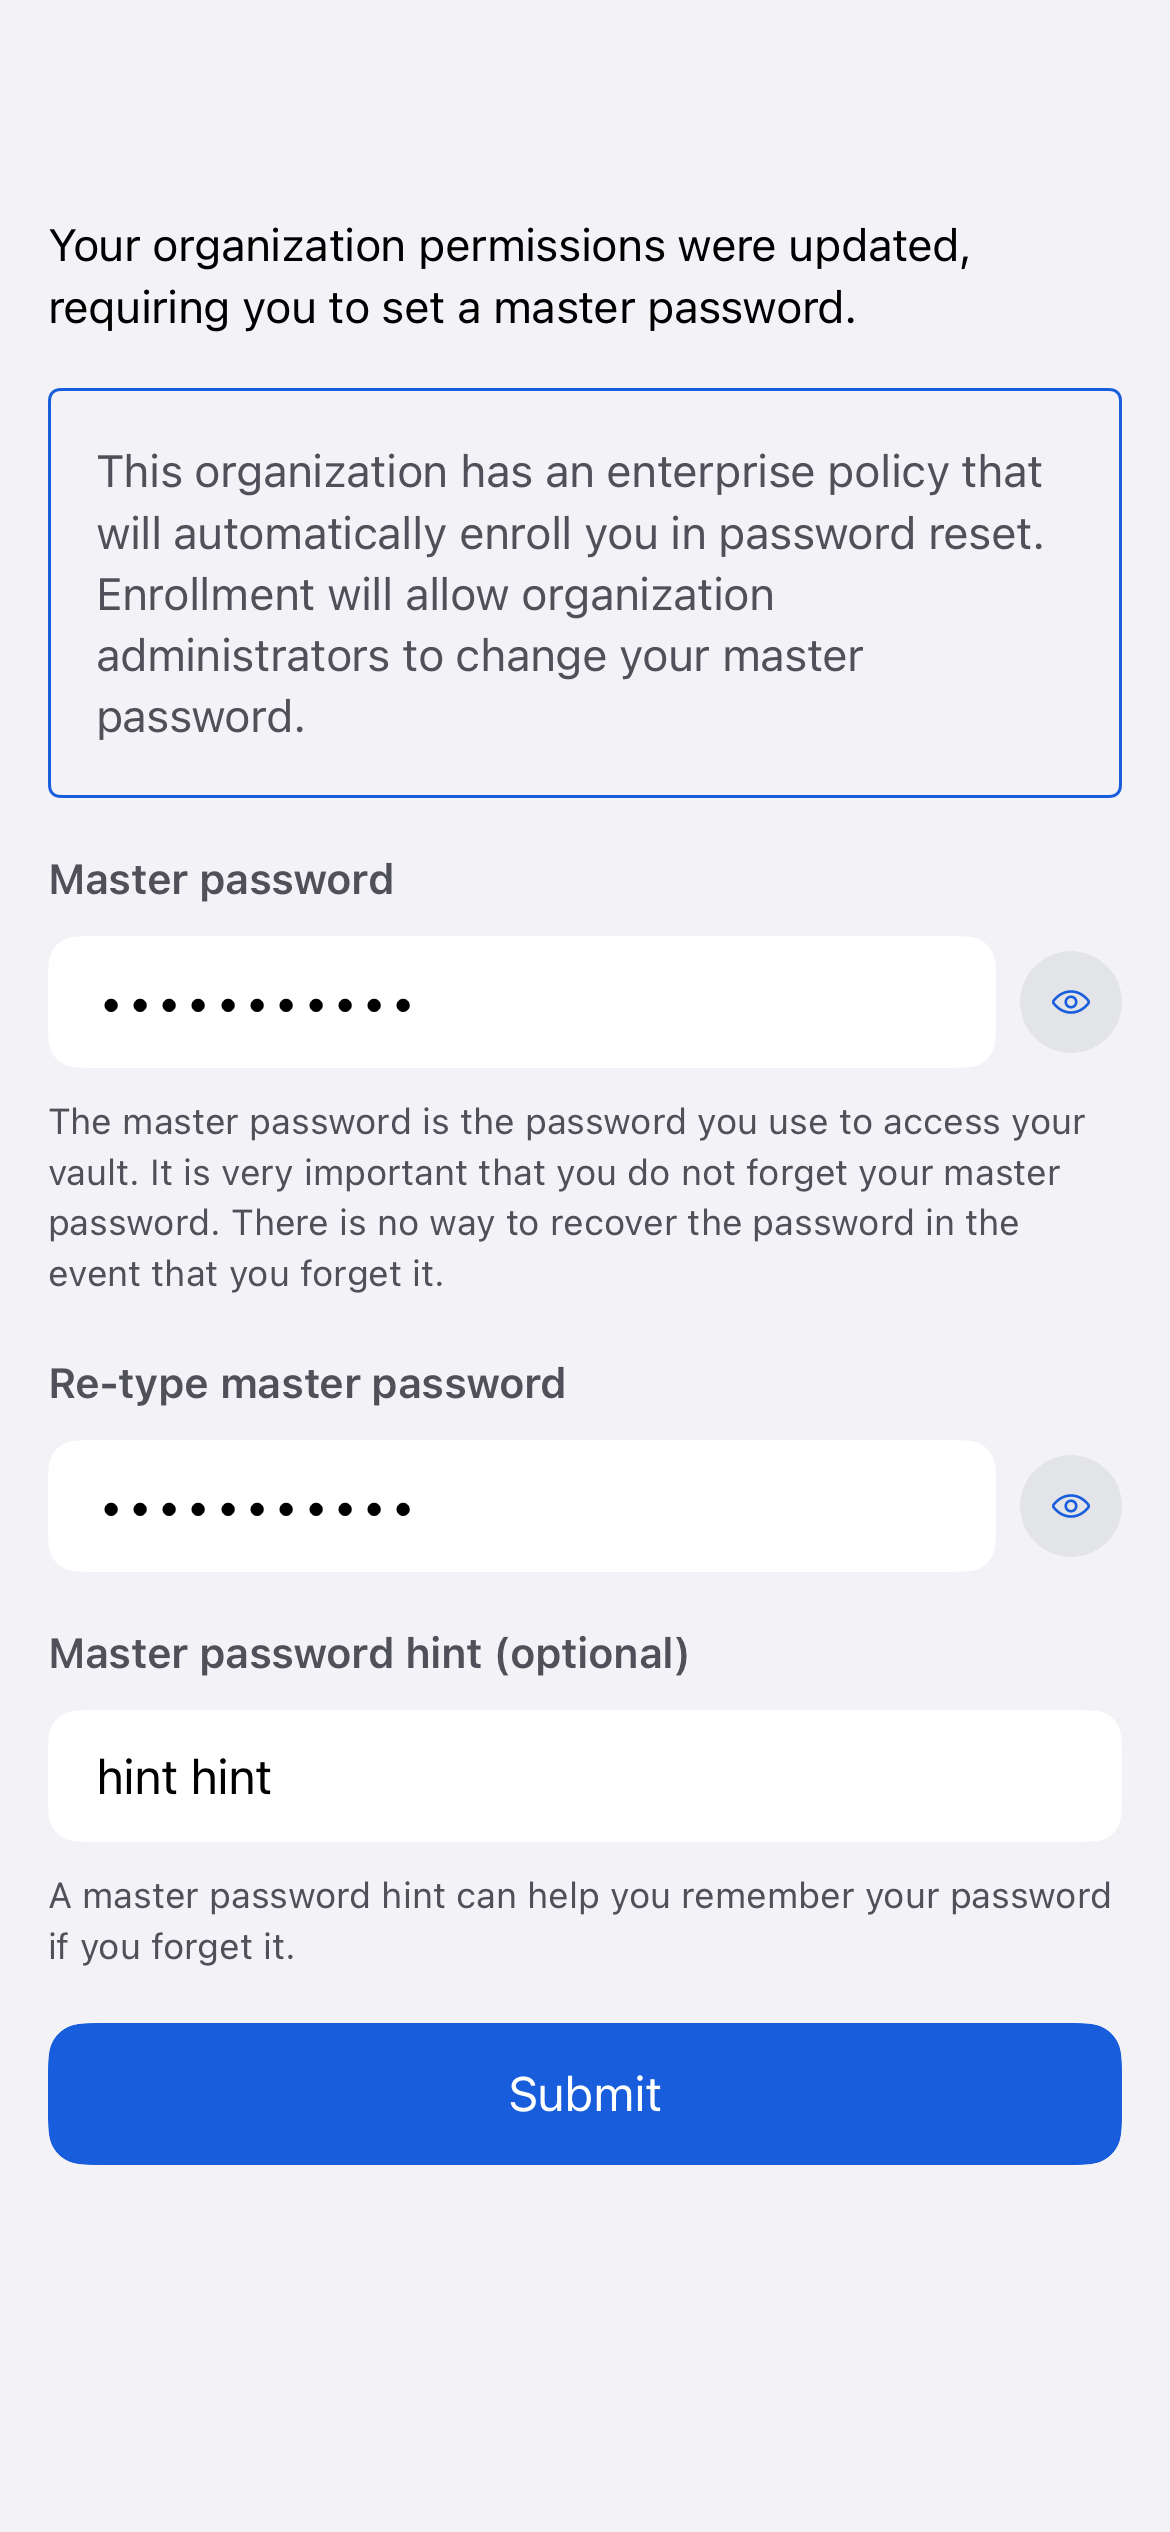 Your organization permissions were updated,
requiring you to set a master password.
This organization has an enterprise policy that
will automatically enroll you in password reset.
Enrollment will allow organization
administrators to change your master
password.
Master password
•••••••••••
The master password is the password you use to access your
vault. It is very important that you do not forget your master
password. There is no way to recover the password in the
event that you forget it.
Re-type master password
•••••••••••
Master password hint (optional)
hint hint
A master password hint can help you remember your password
if you forget it.
Submit